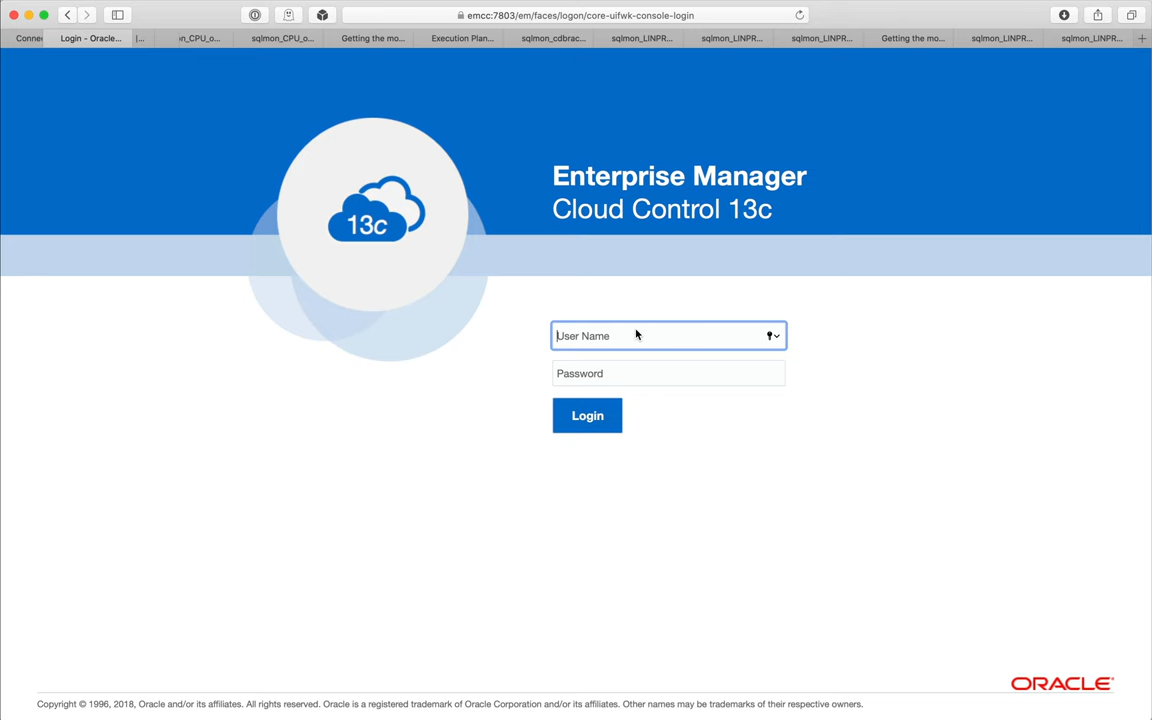 emcc:7803/em/faces/logon/core-uifwk-console-login
Connec
Login - Oracle...
|...
on_CPU_o...
sqlmon_CPU_o...
Getting the mo...
Execution Plan...
sqlmon_cdbrac...
sqlmon_LINPR...
sqlmon_LINPR...
sqlmon_LINPR...
Getting the mo...
sqlmon_LINPR...
sqlmon_LINPR...
13c
Enterprise Manager
Cloud Control 13c
User Name
Password
Login
ORACLE
Copyright © 1996, 2018, Oracle and/or its affiliates. All rights reserved. Oracle is a registered trademark of Oracle Corporation and/or its affiliates. Other names may be trademarks of their respective owners.